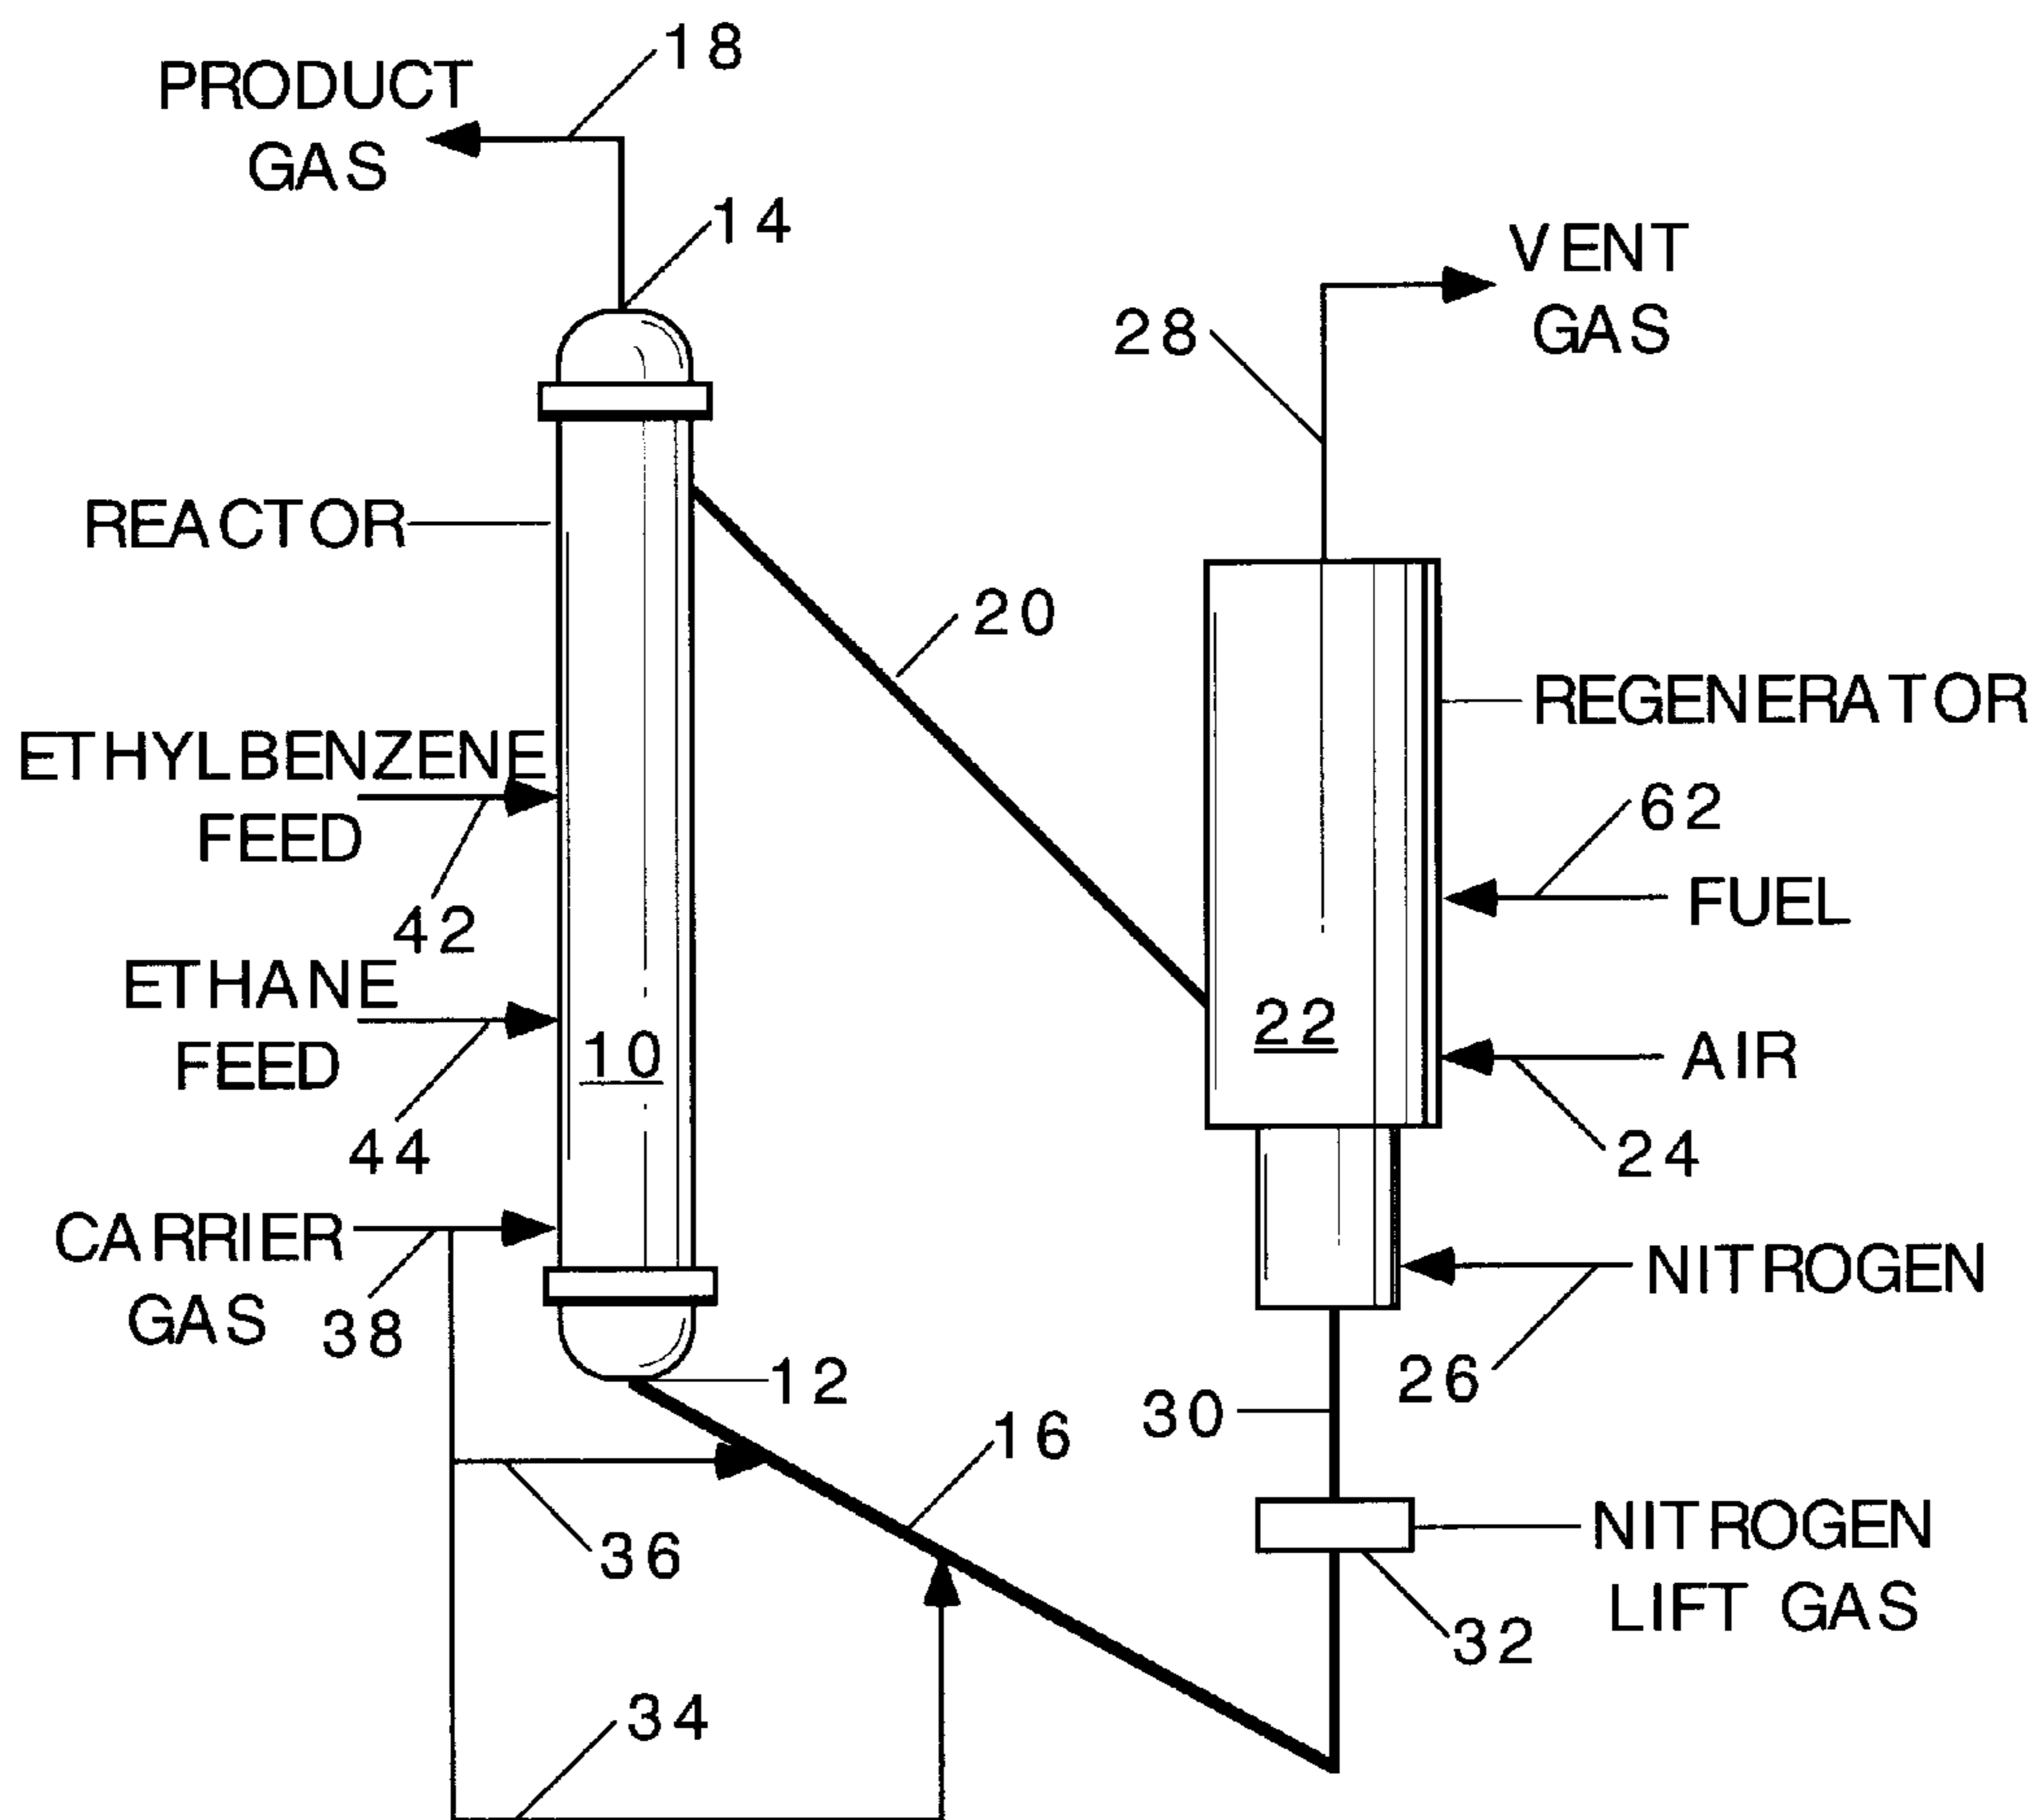 18
PRODUCT
GAS
14
VENT
GAS
28
REACTOR
20
REGENERATOR
ETHYLBENZENE
FEED
62
FUEL
42
ETHANE
FEED
10
22
AIR
44
24
CARRIER
GAS
38
NITROGEN
12
26
30
16
36
NITROGEN
LIFT GAS
32
34